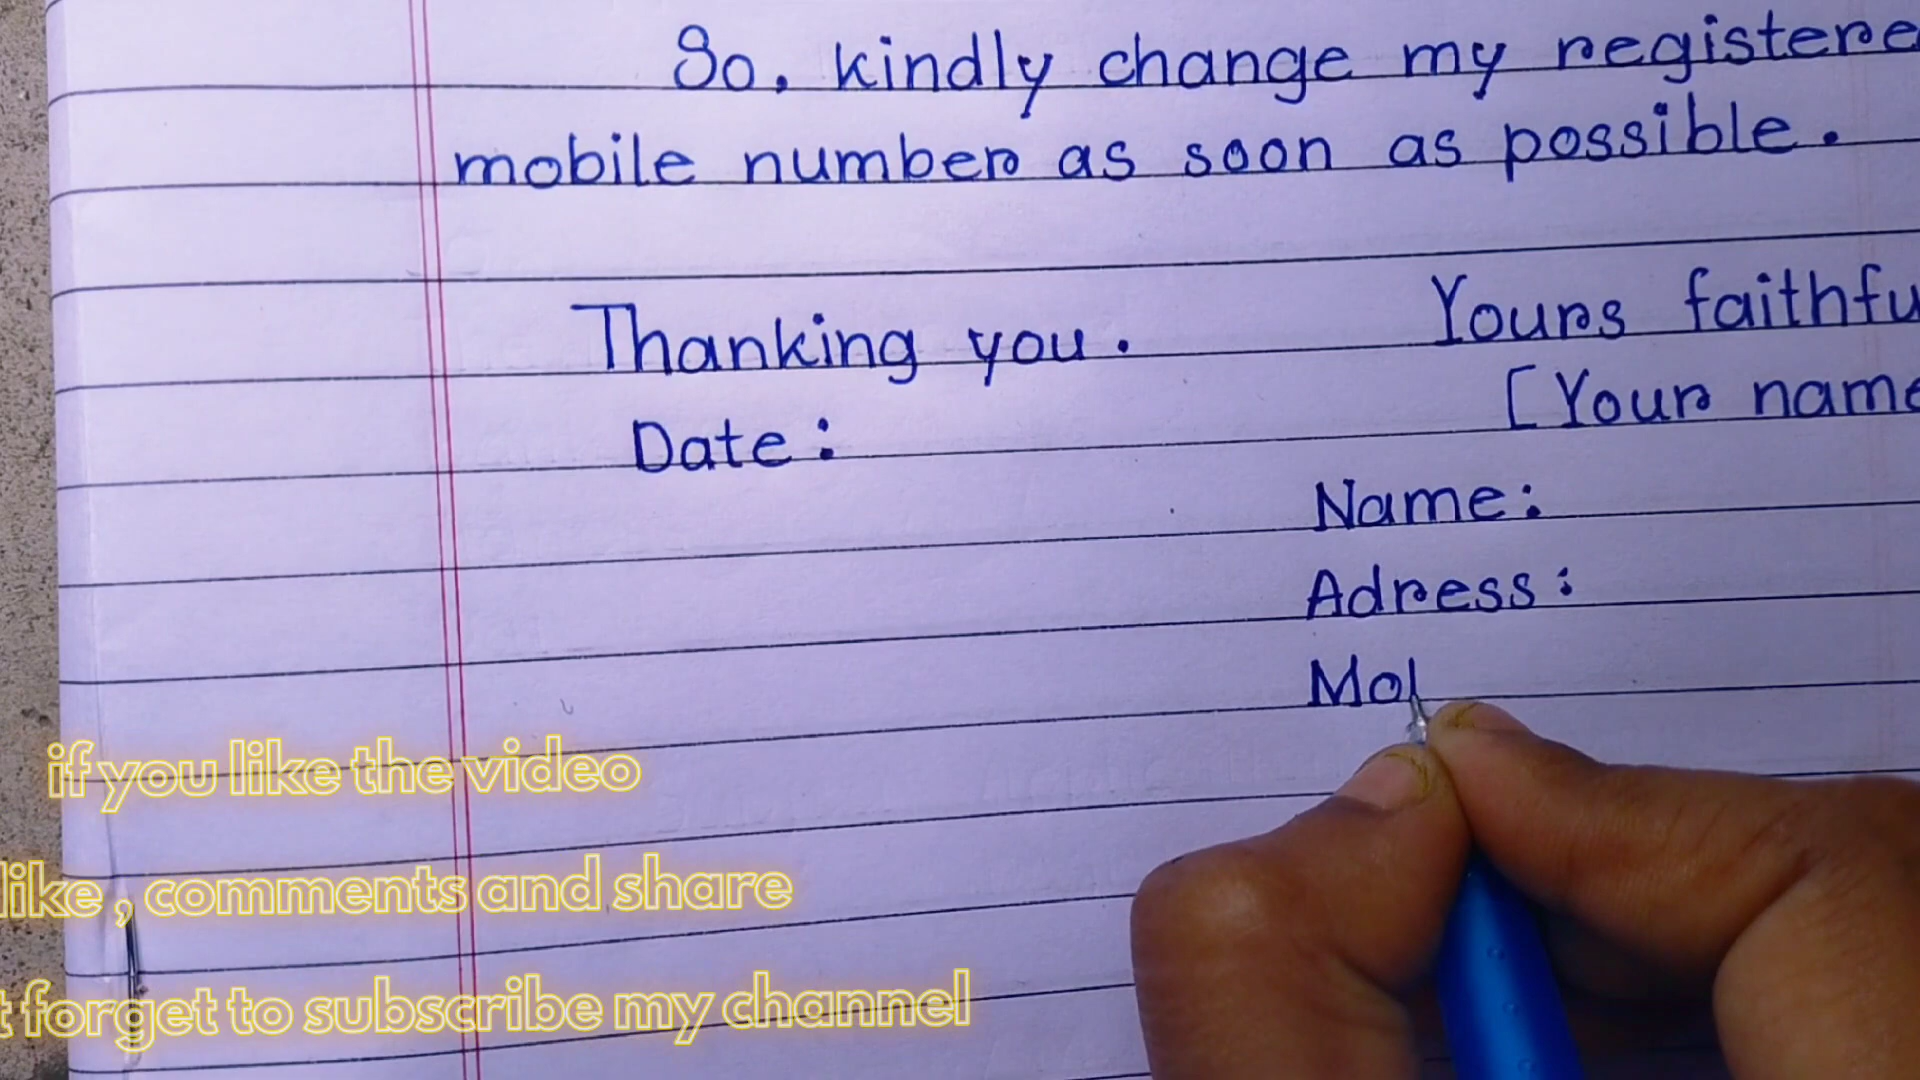 So, kindly change my registere
mobile number as soon as possible.
Thanking you. Yours faithfu
Date: [Your name
Name:
Adress:
Mob
if you like the video
like, comments and share
t forget to subscribe my channel